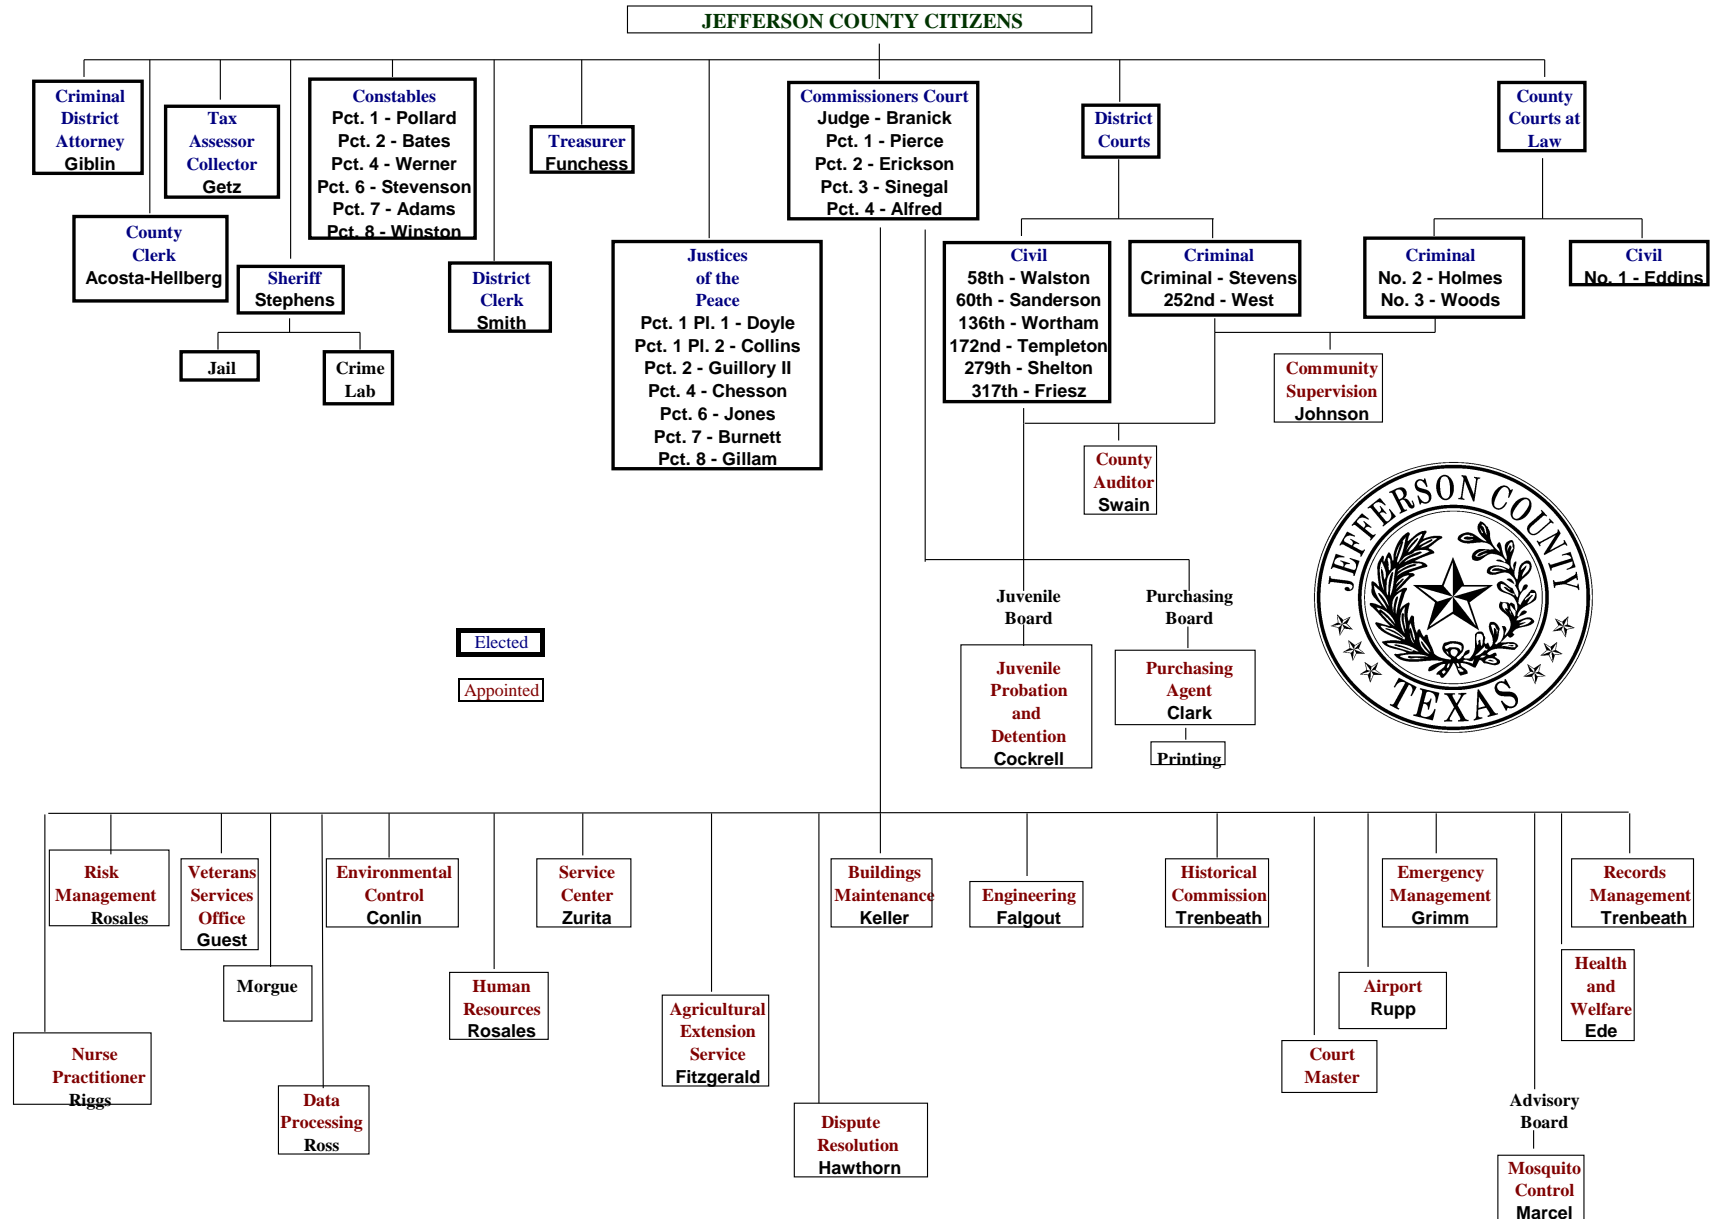 JEFFERSON COUNTY CITIZENS
Criminal
District
Attorney
Giblin
County
Clerk
Acosta-Hellberg
Tax
Assessor
Collector
Getz
Sheriff
Stephens
Jail
Crime
Lab
Constables
Pct. 1 - Pollard
Pct. 2 - Bates
Pct. 4 - Werner
Pct. 6 - Stevenson
Pct. 7 - Adams
Pct. 8 - Winston
District
Clerk
Smith
Treasurer
Funchess
Justices
of the
Peace
Pct. 1 Pl. 1 - Doyle
Pct. 1 Pl. 2 - Collins
Pct. 2 - Guillory II
Pct. 4 - Chesson
Pct. 6 - Jones
Pct. 7 - Burnett
Pct. 8 - Gillam
Commissioners Court
Judge - Branick
Pct. 1 - Pierce
Pct. 2 - Erickson
Pct. 3 - Sinegal
Pct. 4 - Alfred
District
Courts
Civil
58th - Walston
60th - Sanderson
136th - Wortham
172nd - Templeton
279th - Shelton
317th - Friesz
Criminal
Criminal - Stevens
252nd - West
County
Courts at
Law
Criminal
No. 2 - Holmes
No. 3 - Woods
Civil
No. 1 - Eddins
Community
Supervision
Johnson
County
Auditor
Swain
Juvenile
Board
Juvenile
Probation
and
Detention
Cockrell
Purchasing
Board
Purchasing
Agent
Clark
Printing
JEFFERSON COUNTY
TEXAS
Elected
Appointed
Nurse
Practitioner
Riggs
Risk
Management
Rosales
Veterans
Services
Office
Guest
Morgue
Data
Processing
Ross
Environmental
Control
Conlin
Human
Resources
Rosales
Service
Center
Zurita
Agricultural
Extension
Service
Fitzgerald
Dispute
Resolution
Hawthorn
Buildings
Maintenance
Keller
Engineering
Falgout
Historical
Commission
Trenbeath
Court
Master
Airport
Rupp
Emergency
Management
Grimm
Advisory
Board
Mosquito
Control
Marcel
Health
and
Welfare
Ede
Records
Management
Trenbeath